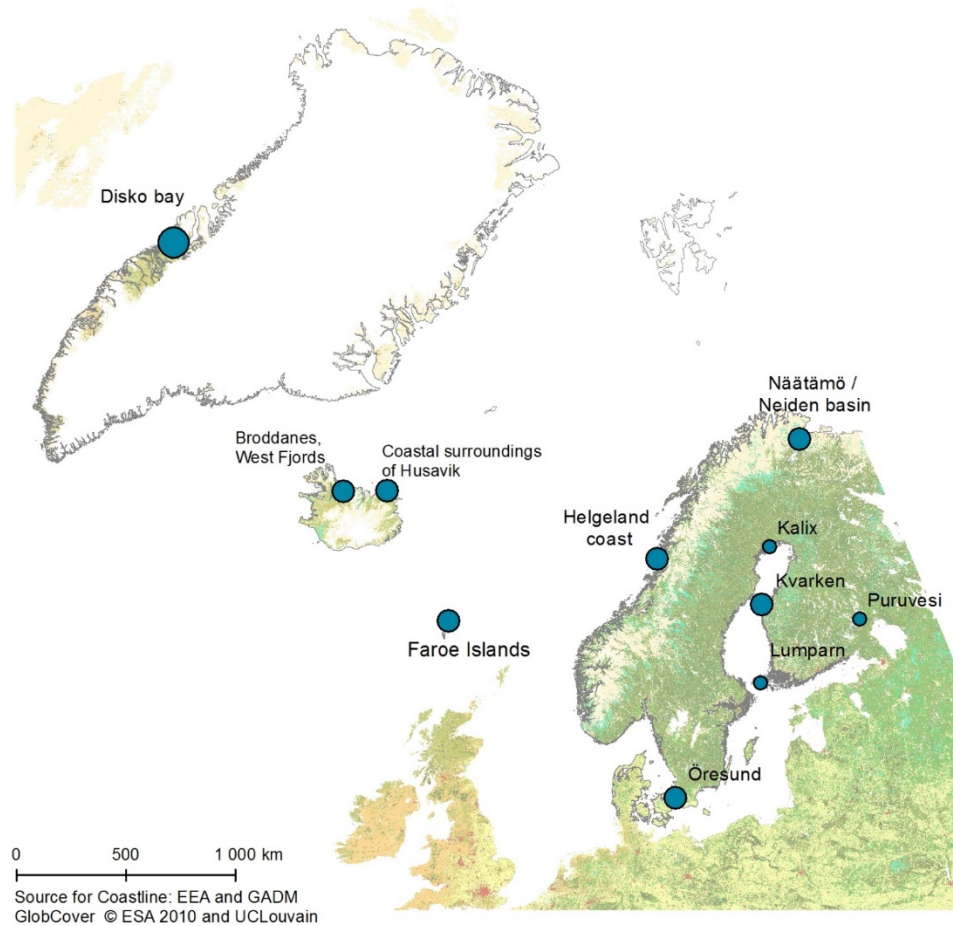 Disko bay
Näätämö /
Neiden basin
Broddanes,
West Fjords
Coastal surroundings
of Husavik
Helgeland
coast
Kalix
Kvarken
Puruvesi
Faroe Islands
Lumparn
Öresund
0 500 1 000 km
Source for Coastline: EEA and GADM
GlobCover © ESA 2010 and UCLouvain